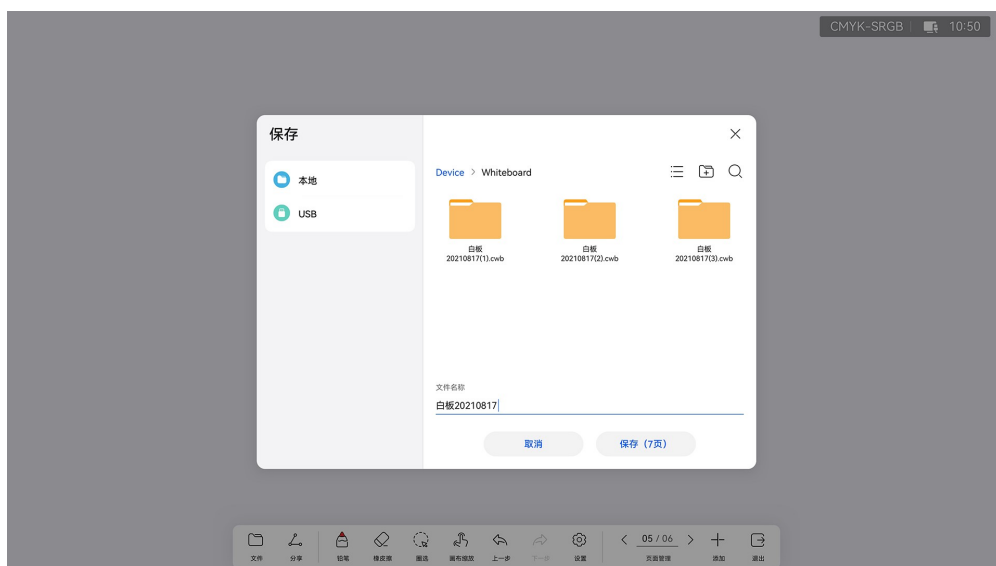 CMYK-SRGB 10:50
保存
本地
USB
Device > Whiteboard
白板
20210817(1).cwb
白板
20210817(2).cwb
白板
20210817(3).cwb
文件名称
白板20210817
取消
保存（7页）
05 / 06
文件 分享 铅笔 橡皮擦 圈选 画布缩放 上一步 下一步 设置 页面管理 添加 退出